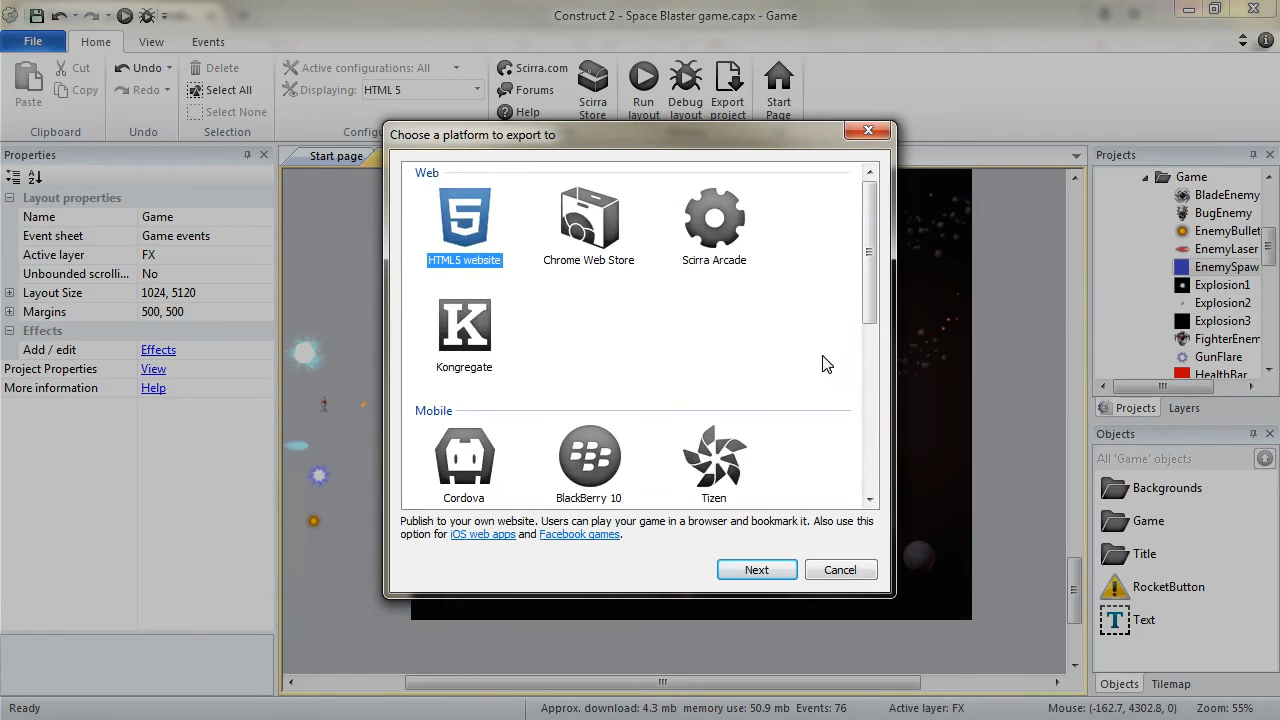 Construct 2 - Space Blaster game.capx - Game
File
Home
View
Events
Paste
Cut
Copy
Clipboard
Undo
Redo
Undo
Delete
Select All
Select None
Selection
Active configurations: All
Displaying: HTML 5
Scirra.com
Forums
Help
Scirra Store
Run layout
Debug layout
Export project
Start Page
Properties
Layout properties
Name Game
Event sheet Game events
Active layer FX
Unbounded scrolli... No
Layout Size 1024, 5120
Margins 500, 500
Effects
Add / edit Effects
Project Properties View
More information Help
Start page
Choose a platform to export to
Web
HTML5 website
Chrome Web Store
Scirra Arcade
Kongregate
Mobile
Cordova
BlackBerry 10
Tizen
Publish to your own website. Users can play your game in a browser and bookmark it. Also use this
option for iOS web apps and Facebook games.
Next
Cancel
Projects
Game
BladeEnemy
BugEnemy
EnemyBullet
EnemyLaser
EnemySpaw
Explosion1
Explosion2
Explosion3
FighterEnem
GunFlare
HealthBar
Projects
Layers
Objects
All 'Game' objects
Backgrounds
Game
Title
RocketButton
Text
Objects
Tilemap
Ready
Approx. download: 4.3 mb
memory use: 50.9 mb
Events: 76
Active layer: FX
Mouse: (-162.7, 4302.8, 0)
Zoom: 55%